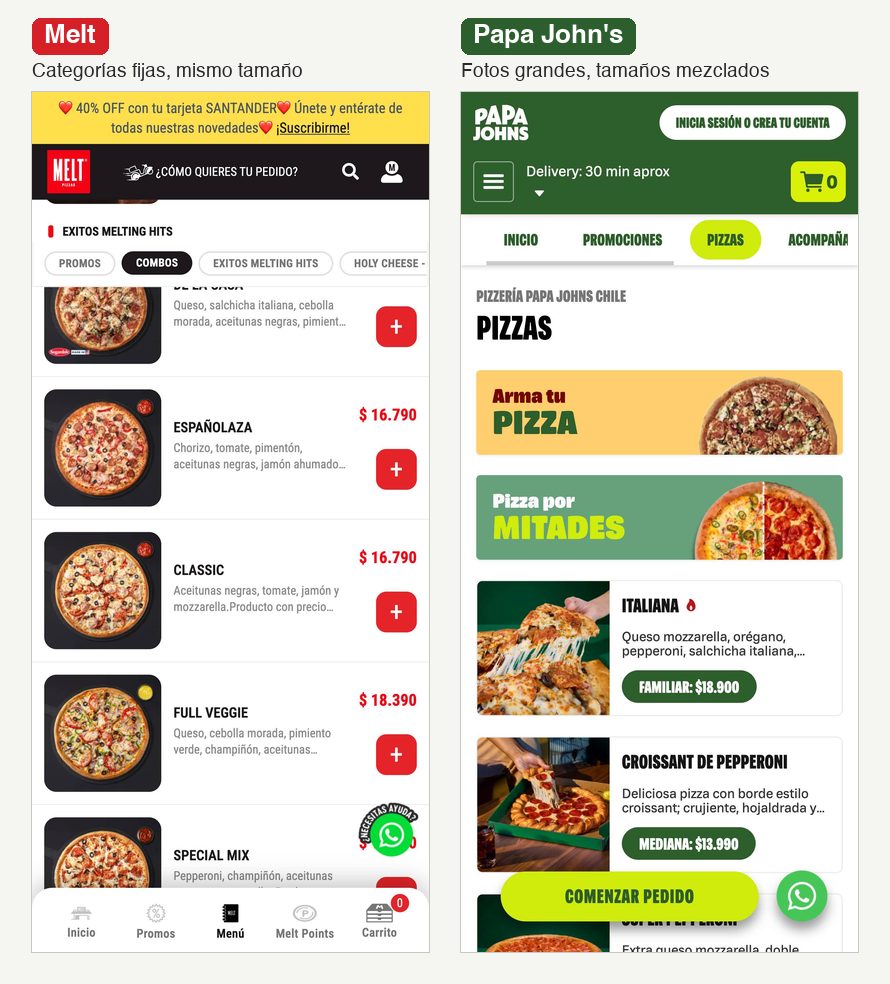 Melt
Categorías fijas, mismo tamaño
❤️ 40% OFF con tu tarjeta SANTANDER❤️ Únete y entérate de
todas nuestras novedades❤️ ¡Suscribirme!
MELT
PIZZAS
¿CÓMO QUIERES TU PEDIDO?
M
EXITOS MELTING HITS
PROMOS
COMBOS
EXITOS MELTING HITS
HOLY CHEESE -
DE LA CASA
Queso, salchicha italiana, cebolla
morada, aceitunas negras, pimient...
+
$ 16.790
ESPAÑOLAZA
Chorizo, tomate, pimentón,
aceitunas negras, jamón ahumado...
+
$ 16.790
CLASSIC
Aceitunas negras, tomate, jamón y
mozzarella.Producto con precio...
+
$ 18.390
FULL VEGGIE
Queso, cebolla morada, pimiento
verde, champiñón, aceitunas...
+
¿NECESITAS AYUDA?
SPECIAL MIX
Pepperoni, champiñón, aceitunas
Inicio
Promos
Menú
Melt Points
0
Carrito
Papa John's
Fotos grandes, tamaños mezclados
PAPA
JOHNS
INICIA SESIÓN O CREA TU CUENTA
Delivery: 30 min aprox
0
INICIO
PROMOCIONES
PIZZAS
ACOMPAÑA
PIZZERÍA PAPA JOHNS CHILE
PIZZAS
Arma tu
PIZZA
Pizza por
MITADES
ITALIANA
Queso mozzarella, orégano,
pepperoni, salchicha italiana,...
FAMILIAR: $18.900
CROISSANT DE PEPPERONI
Deliciosa pizza con borde estilo
croissant; crujiente, hojaldrada y...
MEDIANA: $13.990
COMENZAR PEDIDO
SUPER PEPPERONI
Extra queso mozzarella, doble